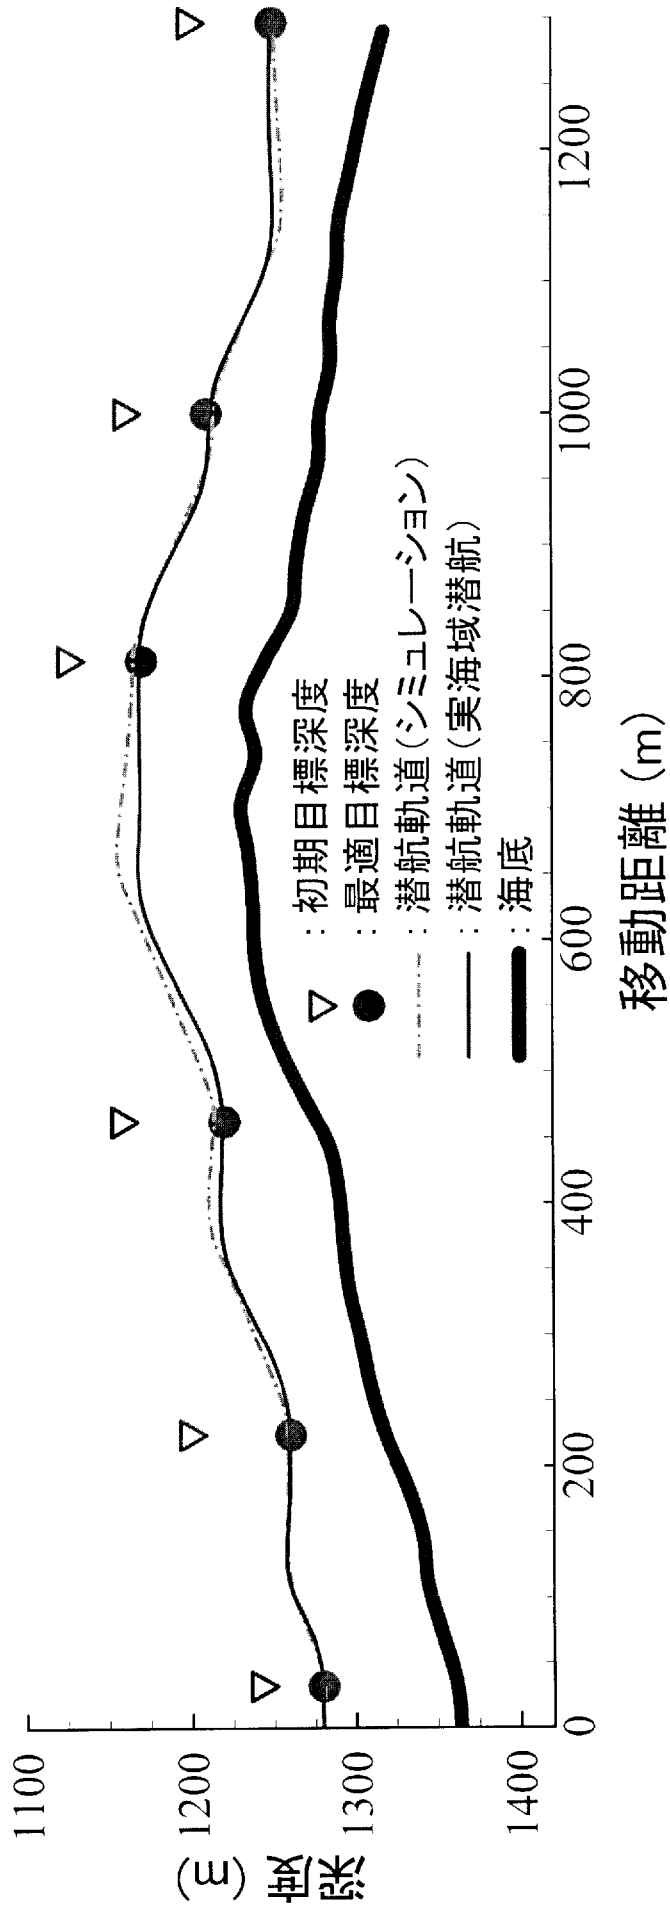 1100
1200
1300
1400
深度 (m)
0
200
400
600
800
1000
1200
移動距離 (m)
: 初期目標深度
: 最適目標深度
: 潜航軌道(シミュレーション)
: 潜航軌道(実海域潜航)
: 海底